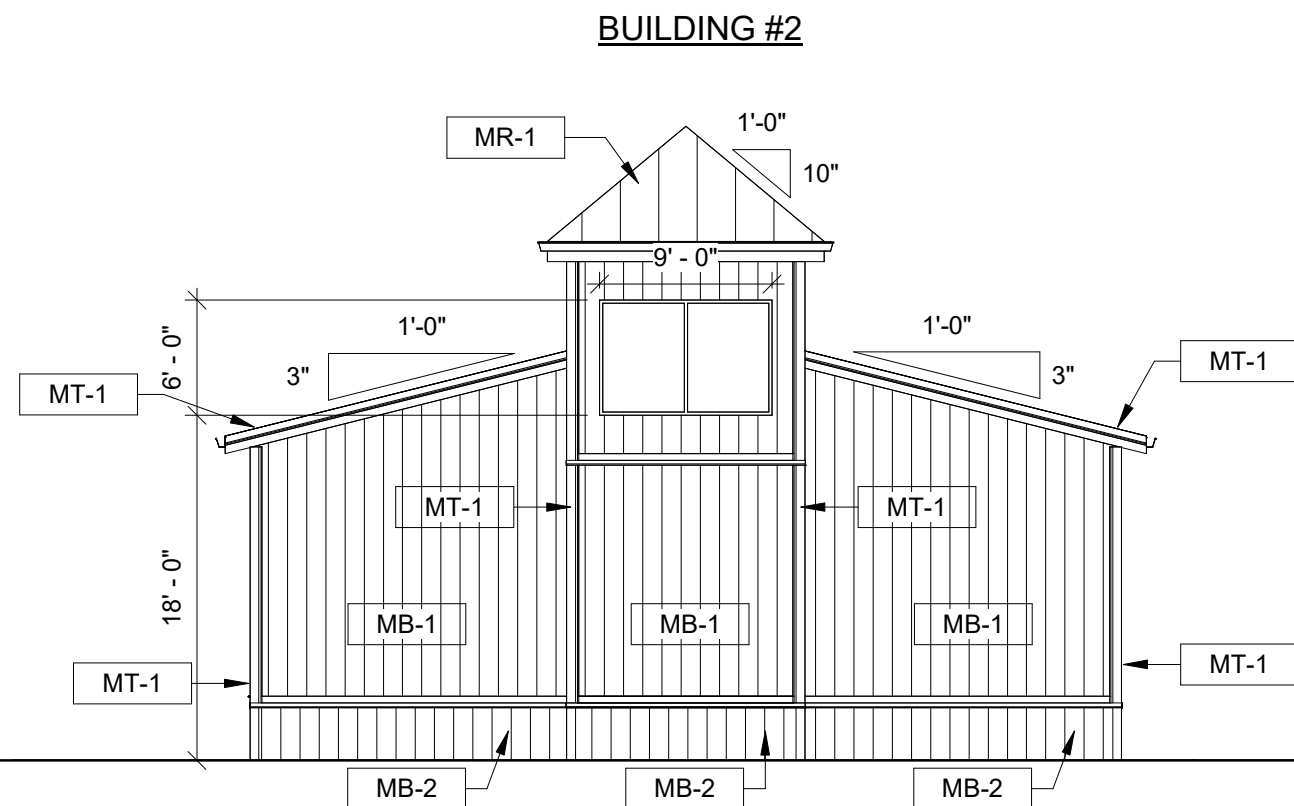 BUILDING #2
1'-0"
MR-1
10"
9' - 0"
1'-0"
1'-0"
6' - 0"
3"
3"
MT-1
MT-1
MT-1
MT-1
18' - 0"
MB-1
MB-1
MB-1
MT-1
MT-1
MB-2
MB-2
MB-2